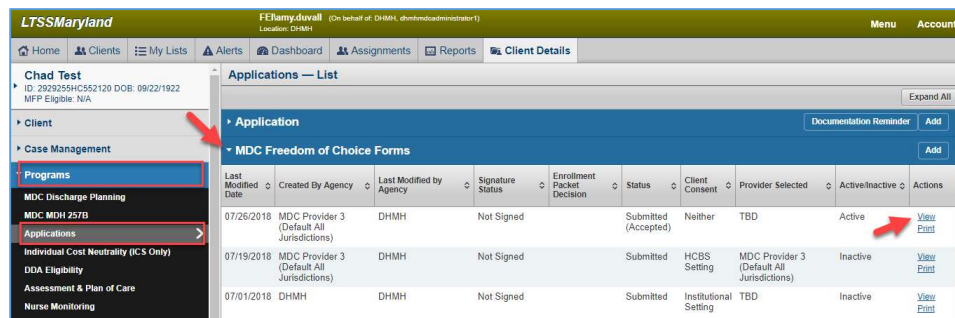 LTSSMaryland
FEI\amy.duvall (On behalf of: DHMH, dhmhmdcadministrator1)
Location: DHMH
Menu Account
Home Clients My Lists Alerts Dashboard Assignments Reports Client Details
Chad Test
ID: 2929255HC552120 DOB: 09/22/1922
MFP Eligible: N/A
Client
Case Management
Programs
MDC Discharge Planning
MDC MDH 257B
Applications
Individual Cost Neutrality (ICS Only)
DDA Eligibility
Assessment & Plan of Care
Nurse Monitoring
Applications — List
Expand All
Application Documentation Reminder Add
MDC Freedom of Choice Forms Add
Last Modified Date Created By Agency Last Modified by Agency Signature Status Enrollment Packet Decision Status Client Consent Provider Selected Active/Inactive Actions
07/26/2018 MDC Provider 3 (Default All Jurisdictions) DHMH Not Signed Submitted (Accepted) Neither TBD Active View Print
07/19/2018 MDC Provider 3 (Default All Jurisdictions) DHMH Not Signed Submitted HCBS Setting MDC Provider 3 (Default All Jurisdictions) Inactive View Print
07/01/2018 DHMH DHMH Not Signed Submitted Institutional Setting TBD Inactive View Print